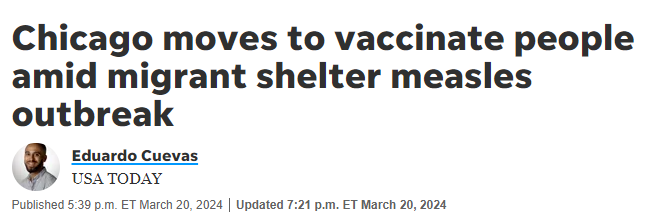 Chicago moves to vaccinate people
amid migrant shelter measles
outbreak
Eduardo Cuevas
USA TODAY
Published 5:39 p.m. ET March 20, 2024 | Updated 7:21 p.m. ET March 20, 2024